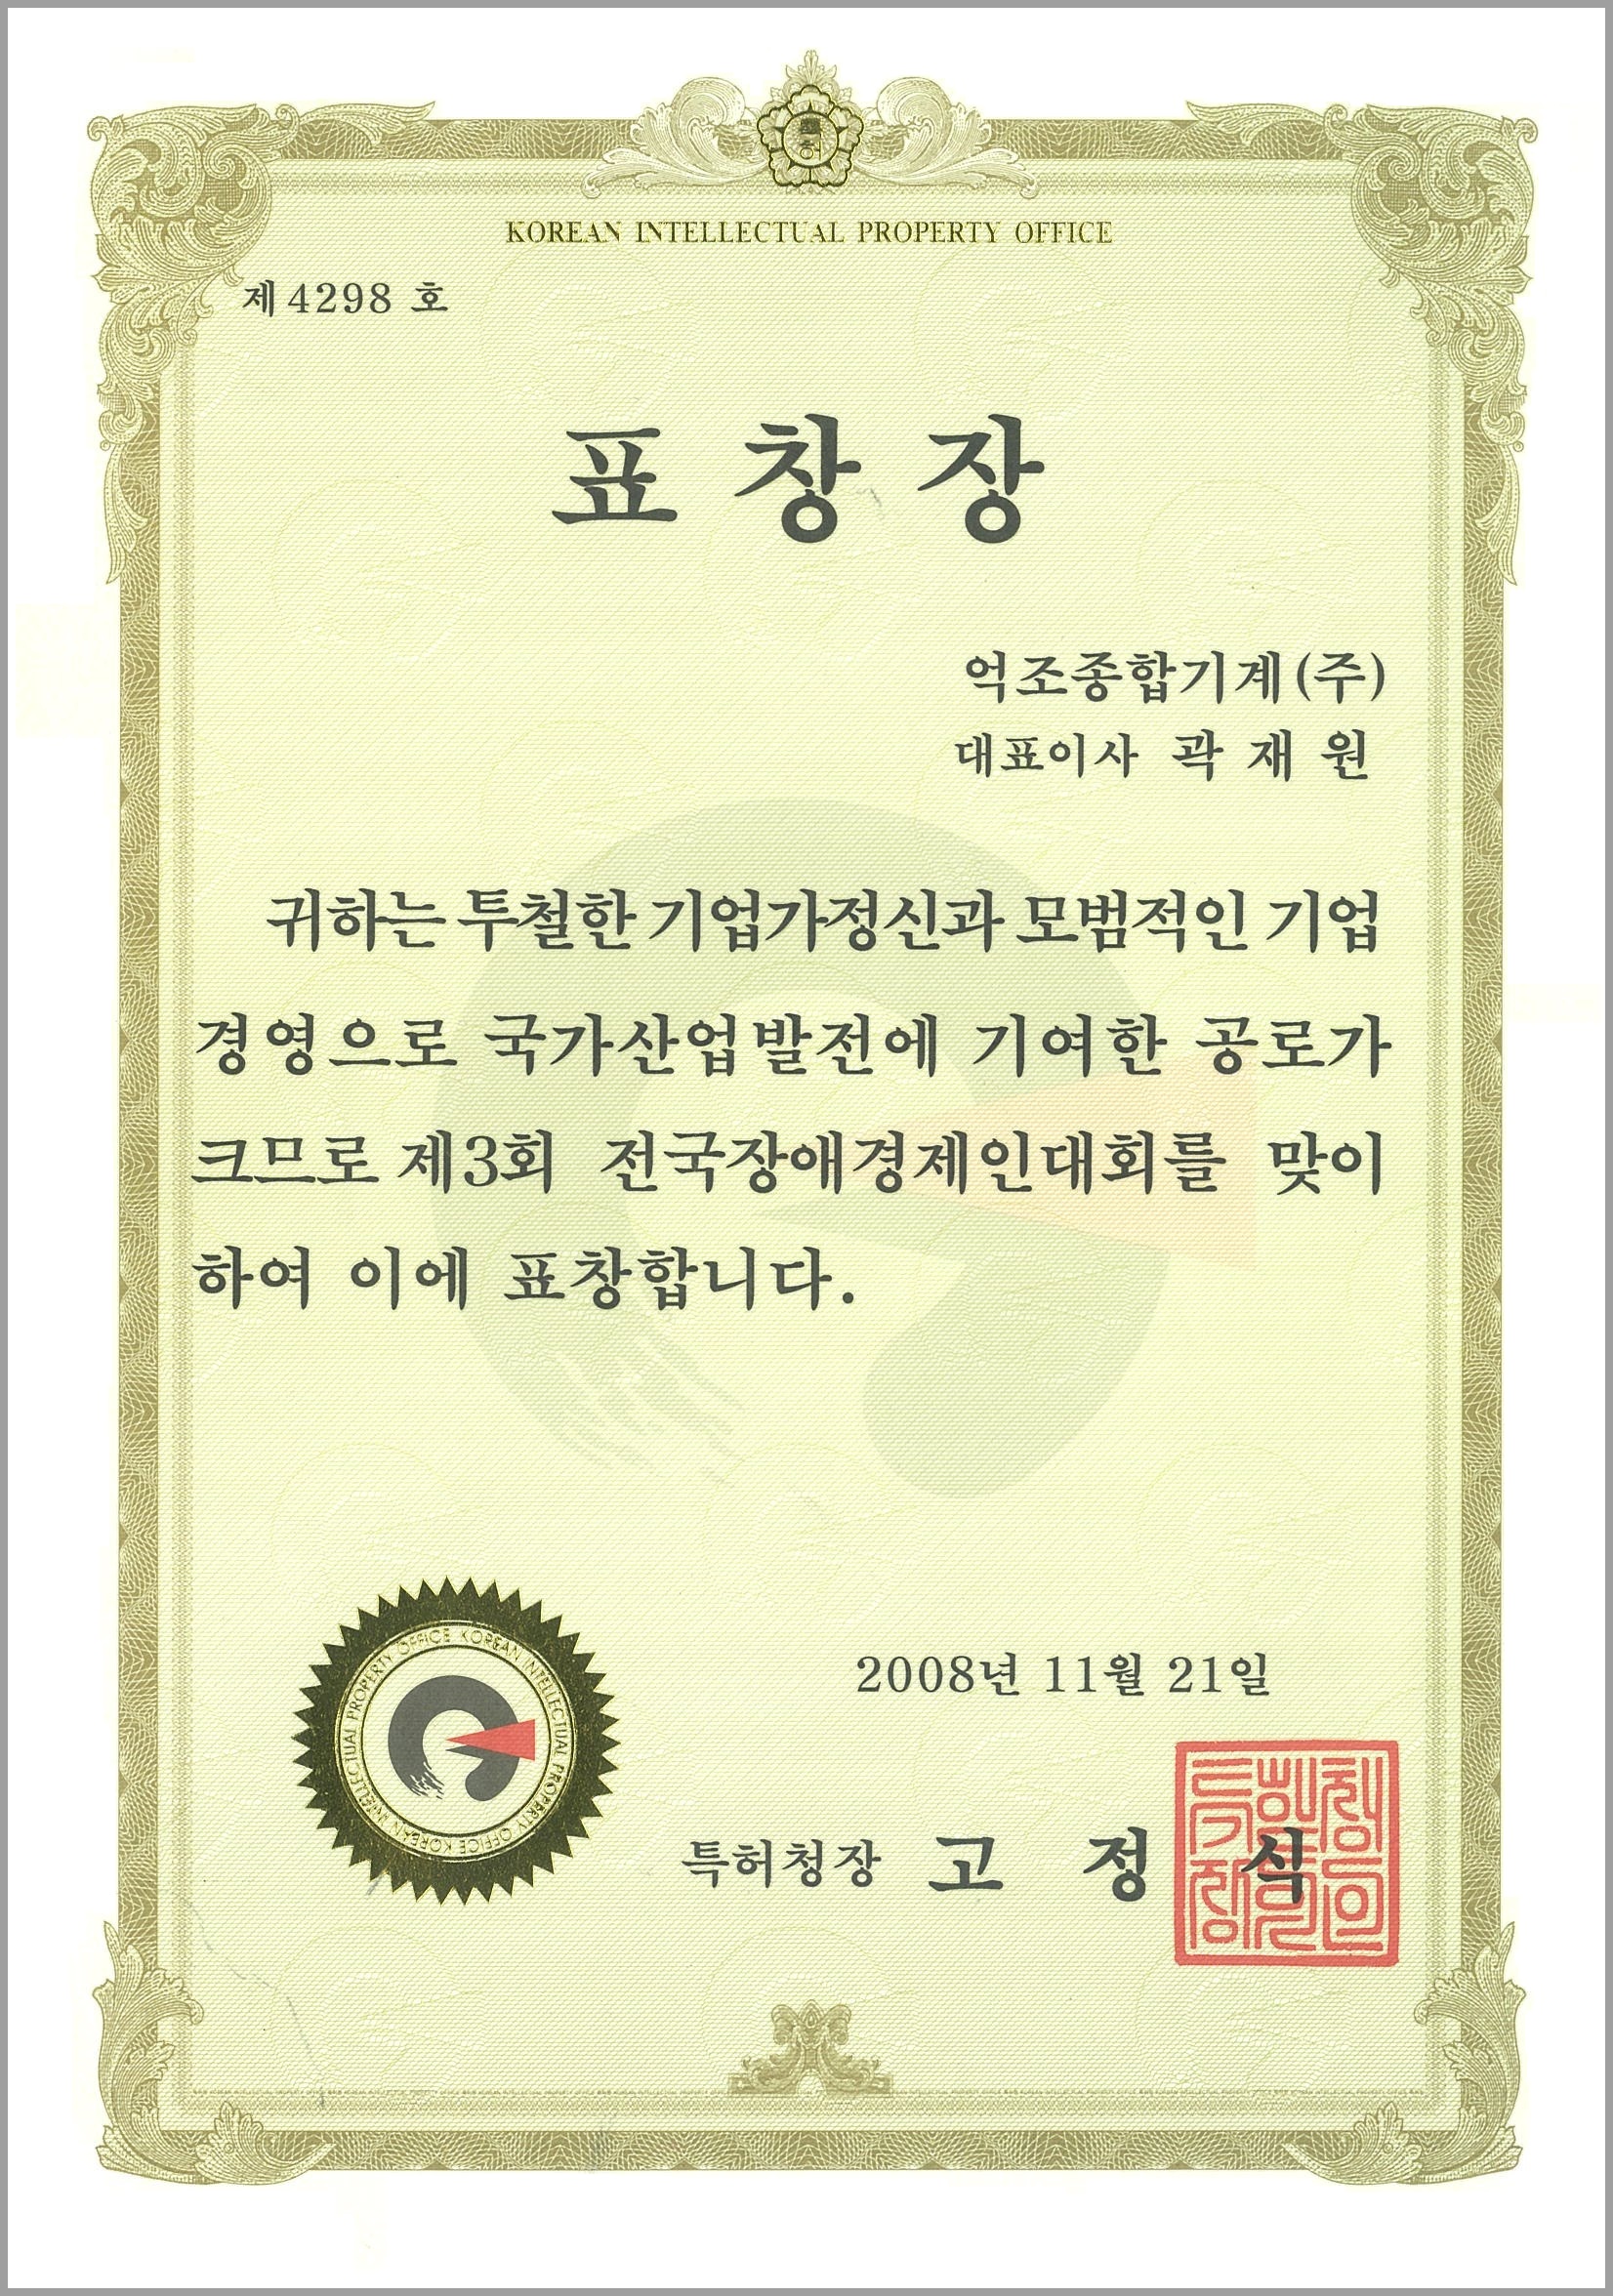 특허
KOREAN INTELLECTUAL PROPERTY OFFICE
제 4298 호
표 창 장
억조종합기계(주)
대표이사 곽 재 원
귀하는 투철한 기업가정신과 모범적인 기업
경영으로 국가산업발전에 기여한 공로가
크므로 제3회 전국장애경제인대회를 맞이
하여 이에 표창합니다.
2008년 11월 21일
KOREAN INTELLECTUAL PROPERTY OFFICE KOREAN INTELLECTUAL PROPERTY OFFICE
특허청장 고 정 식